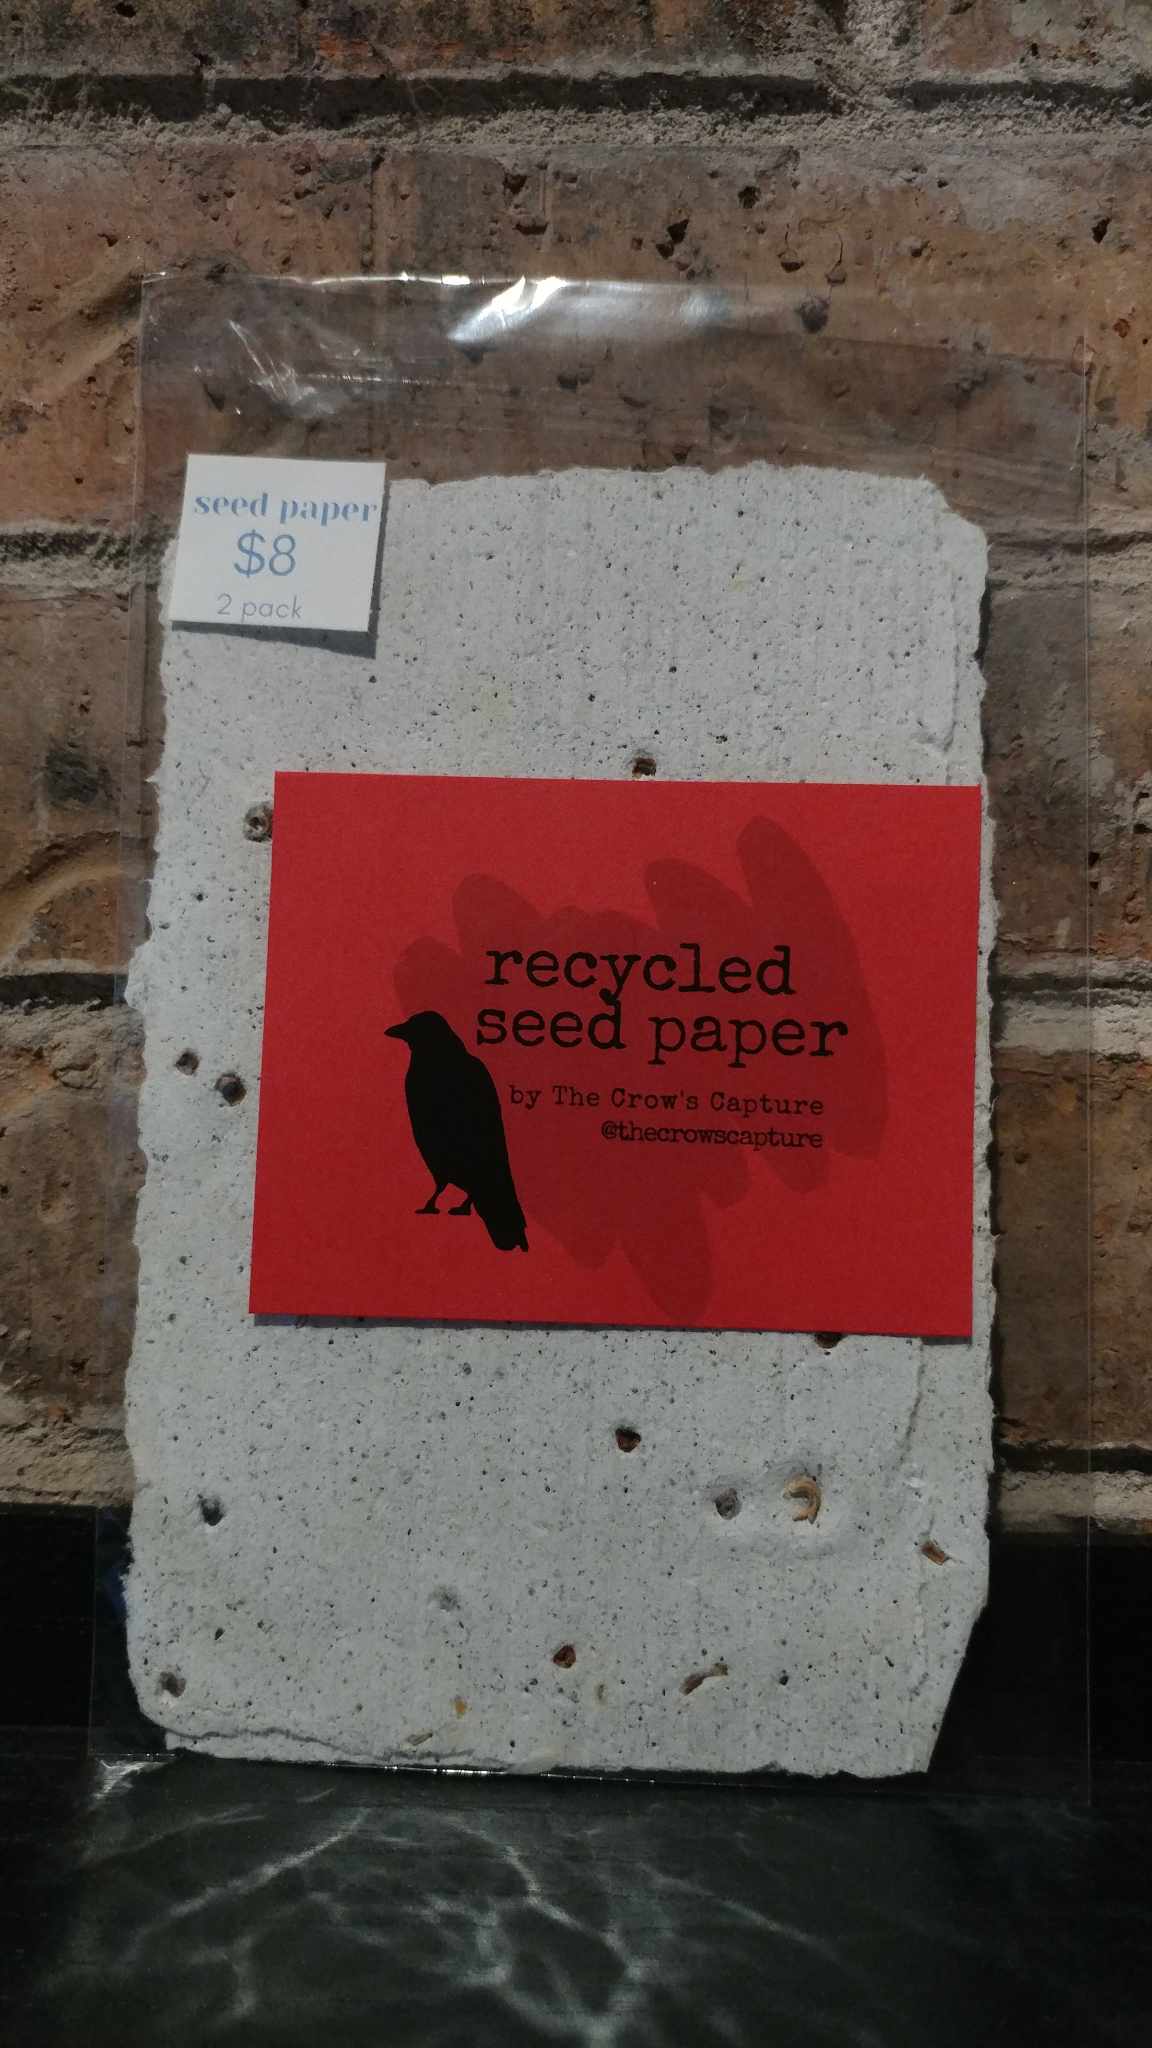 seed paper
$8
2 pack
recycled
seed paper
by The Crow's Capture
@thecrowscapture